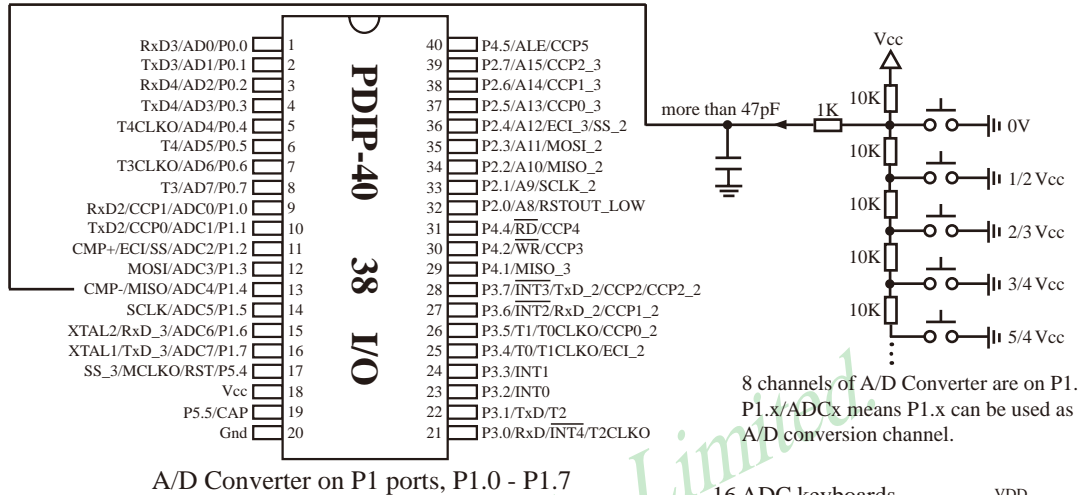 RxD3/AD0/P0.0 1
TxD3/AD1/P0.1 2
RxD4/AD2/P0.2 3
TxD4/AD3/P0.3 4
T4CLKO/AD4/P0.4 5
T4/AD5/P0.5 6
T3CLKO/AD6/P0.6 7
T3/AD7/P0.7 8
RxD2/CCP1/ADC0/P1.0 9
TxD2/CCP0/ADC1/P1.1 10
CMP+/ECI/SS/ADC2/P1.2 11
MOSI/ADC3/P1.3 12
CMP-/MISO/ADC4/P1.4 13
SCLK/ADC5/P1.5 14
XTAL2/RxD_3/ADC6/P1.6 15
XTAL1/TxD_3/ADC7/P1.7 16
SS_3/MCLKO/RST/P5.4 17
Vcc 18
P5.5/CAP 19
Gnd 20
PDIP-40 38 I/O
40 P4.5/ALE/CCP5
39 P2.7/A15/CCP2_3
38 P2.6/A14/CCP1_3
37 P2.5/A13/CCP0_3
36 P2.4/A12/ECI_3/SS_2
35 P2.3/A11/MOSI_2
34 P2.2/A10/MISO_2
33 P2.1/A9/SCLK_2
32 P2.0/A8/RSTOUT_LOW
31 P4.4/RD/CCP4
30 P4.2/WR/CCP3
29 P4.1/MISO_3
28 P3.7/INT3/TxD_2/CCP2/CCP2_2
27 P3.6/INT2/RxD_2/CCP1_2
26 P3.5/T1/T0CLKO/CCP0_2
25 P3.4/T0/T1CLKO/ECI_2
24 P3.3/INT1
23 P3.2/INT0
22 P3.1/TxD/T2
21 P3.0/RxD/INT4/T2CLKO
A/D Converter on P1 ports, P1.0 - P1.7
Vcc
more than 47pF
1K
10K
0V
10K
1/2 Vcc
10K
2/3 Vcc
10K
3/4 Vcc
10K
5/4 Vcc
8 channels of A/D Converter are on P1.
P1.x/ADCx means P1.x can be used as
A/D conversion channel.
Limited.
16 ADC keyboards
VDD